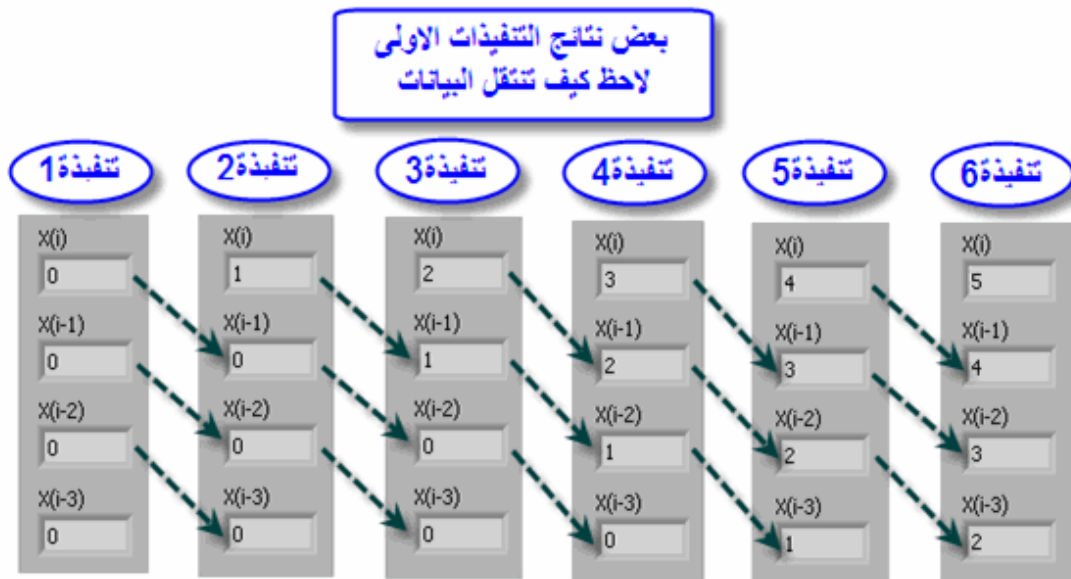 بعض نتائج التنفيذات الاولى
لاحظ كيف تنتقل البيانات
تنفيذة1
تنفيذة2
تنفيذة3
تنفيذة4
تنفيذة5
تنفيذة6
X(i)
0
X(i-1)
0
X(i-2)
0
X(i-3)
0
X(i)
1
X(i-1)
0
X(i-2)
0
X(i-3)
0
X(i)
2
X(i-1)
1
X(i-2)
0
X(i-3)
0
X(i)
3
X(i-1)
2
X(i-2)
1
X(i-3)
0
X(i)
4
X(i-1)
3
X(i-2)
2
X(i-3)
1
X(i)
5
X(i-1)
4
X(i-2)
3
X(i-3)
2